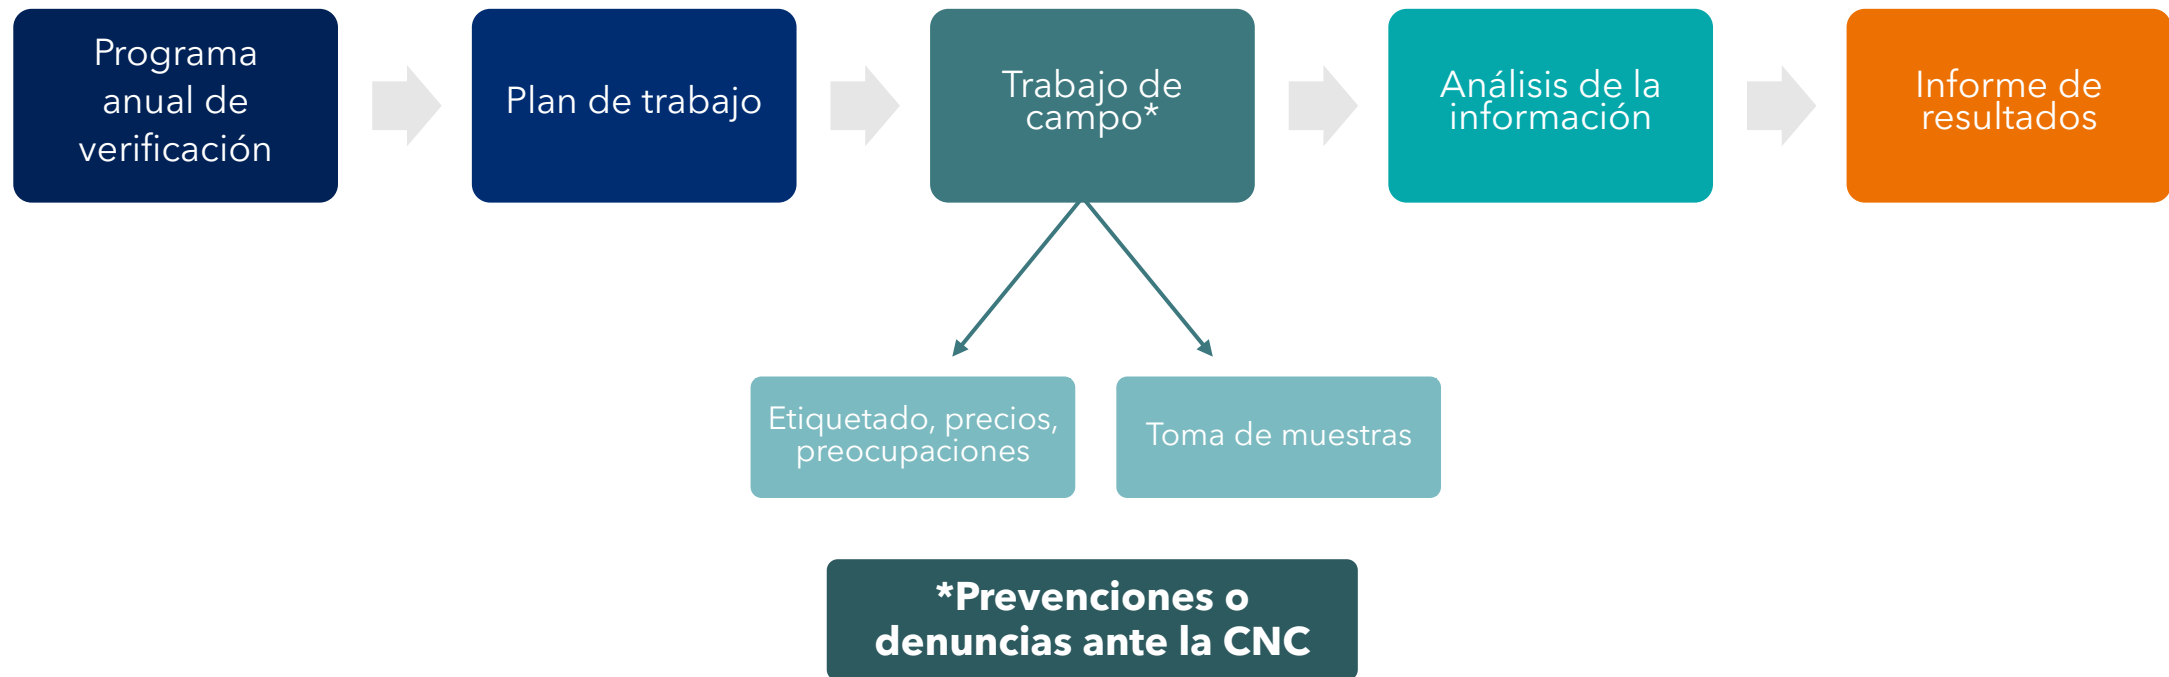 Programa
anual de
verificación
Plan de trabajo
Trabajo de
campo*
Análisis de la
información
Informe de
resultados
Etiquetado, precios,
preocupaciones
Toma de muestras
*Prevenciones o
denuncias ante la CNC